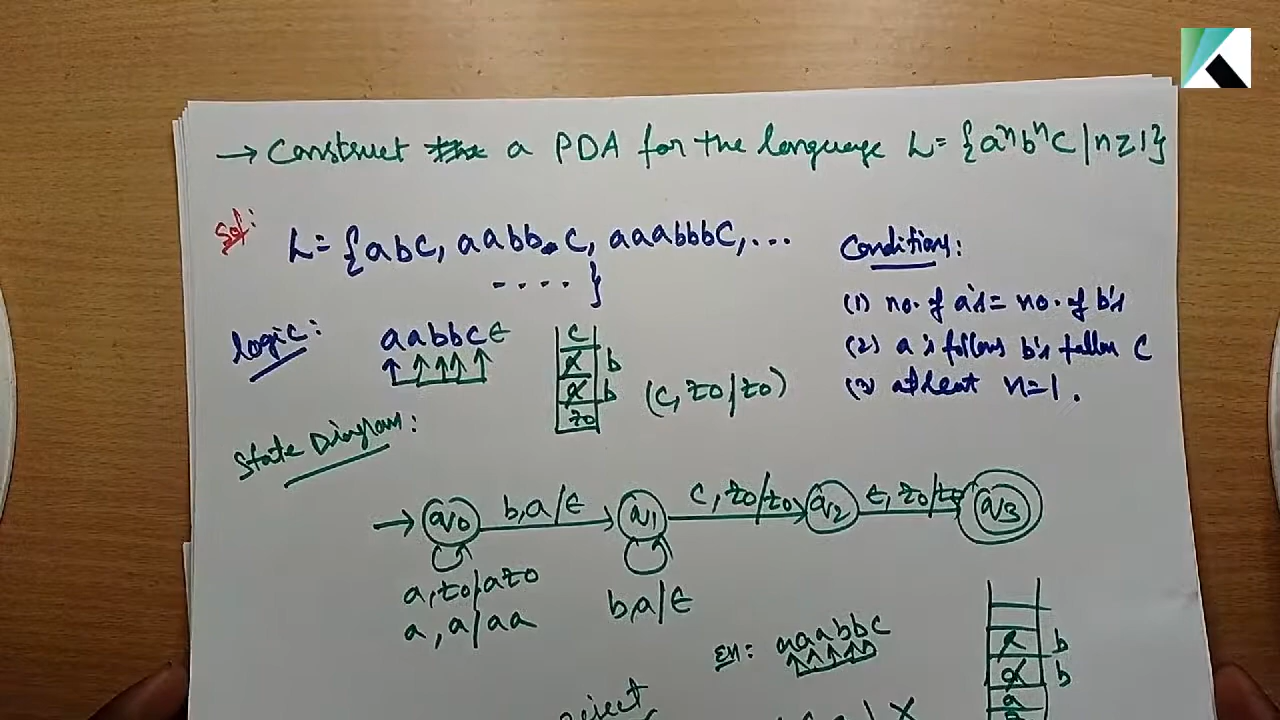 → Construct a PDA for the language L = {aⁿbⁿc | n≥1}
Sol:
L = {abc, aabbc, aaabbbc, ...
.... }
Conditions:
(1) no. of a's = no. of b's
(2) a's follows b's follow c
(3) atleast n=1.
Logic: aabbcϵ
c
a b
a b
z0
(c, z0/z0)
State Diagram:
→ q0 b,a/ϵ q1 c, z0/z0 q2 ϵ, z0/z0 q3
a, z0/az0
a, a/aa
b,a/ϵ
Ex: aaabbc
a b
a b
a
a
reject